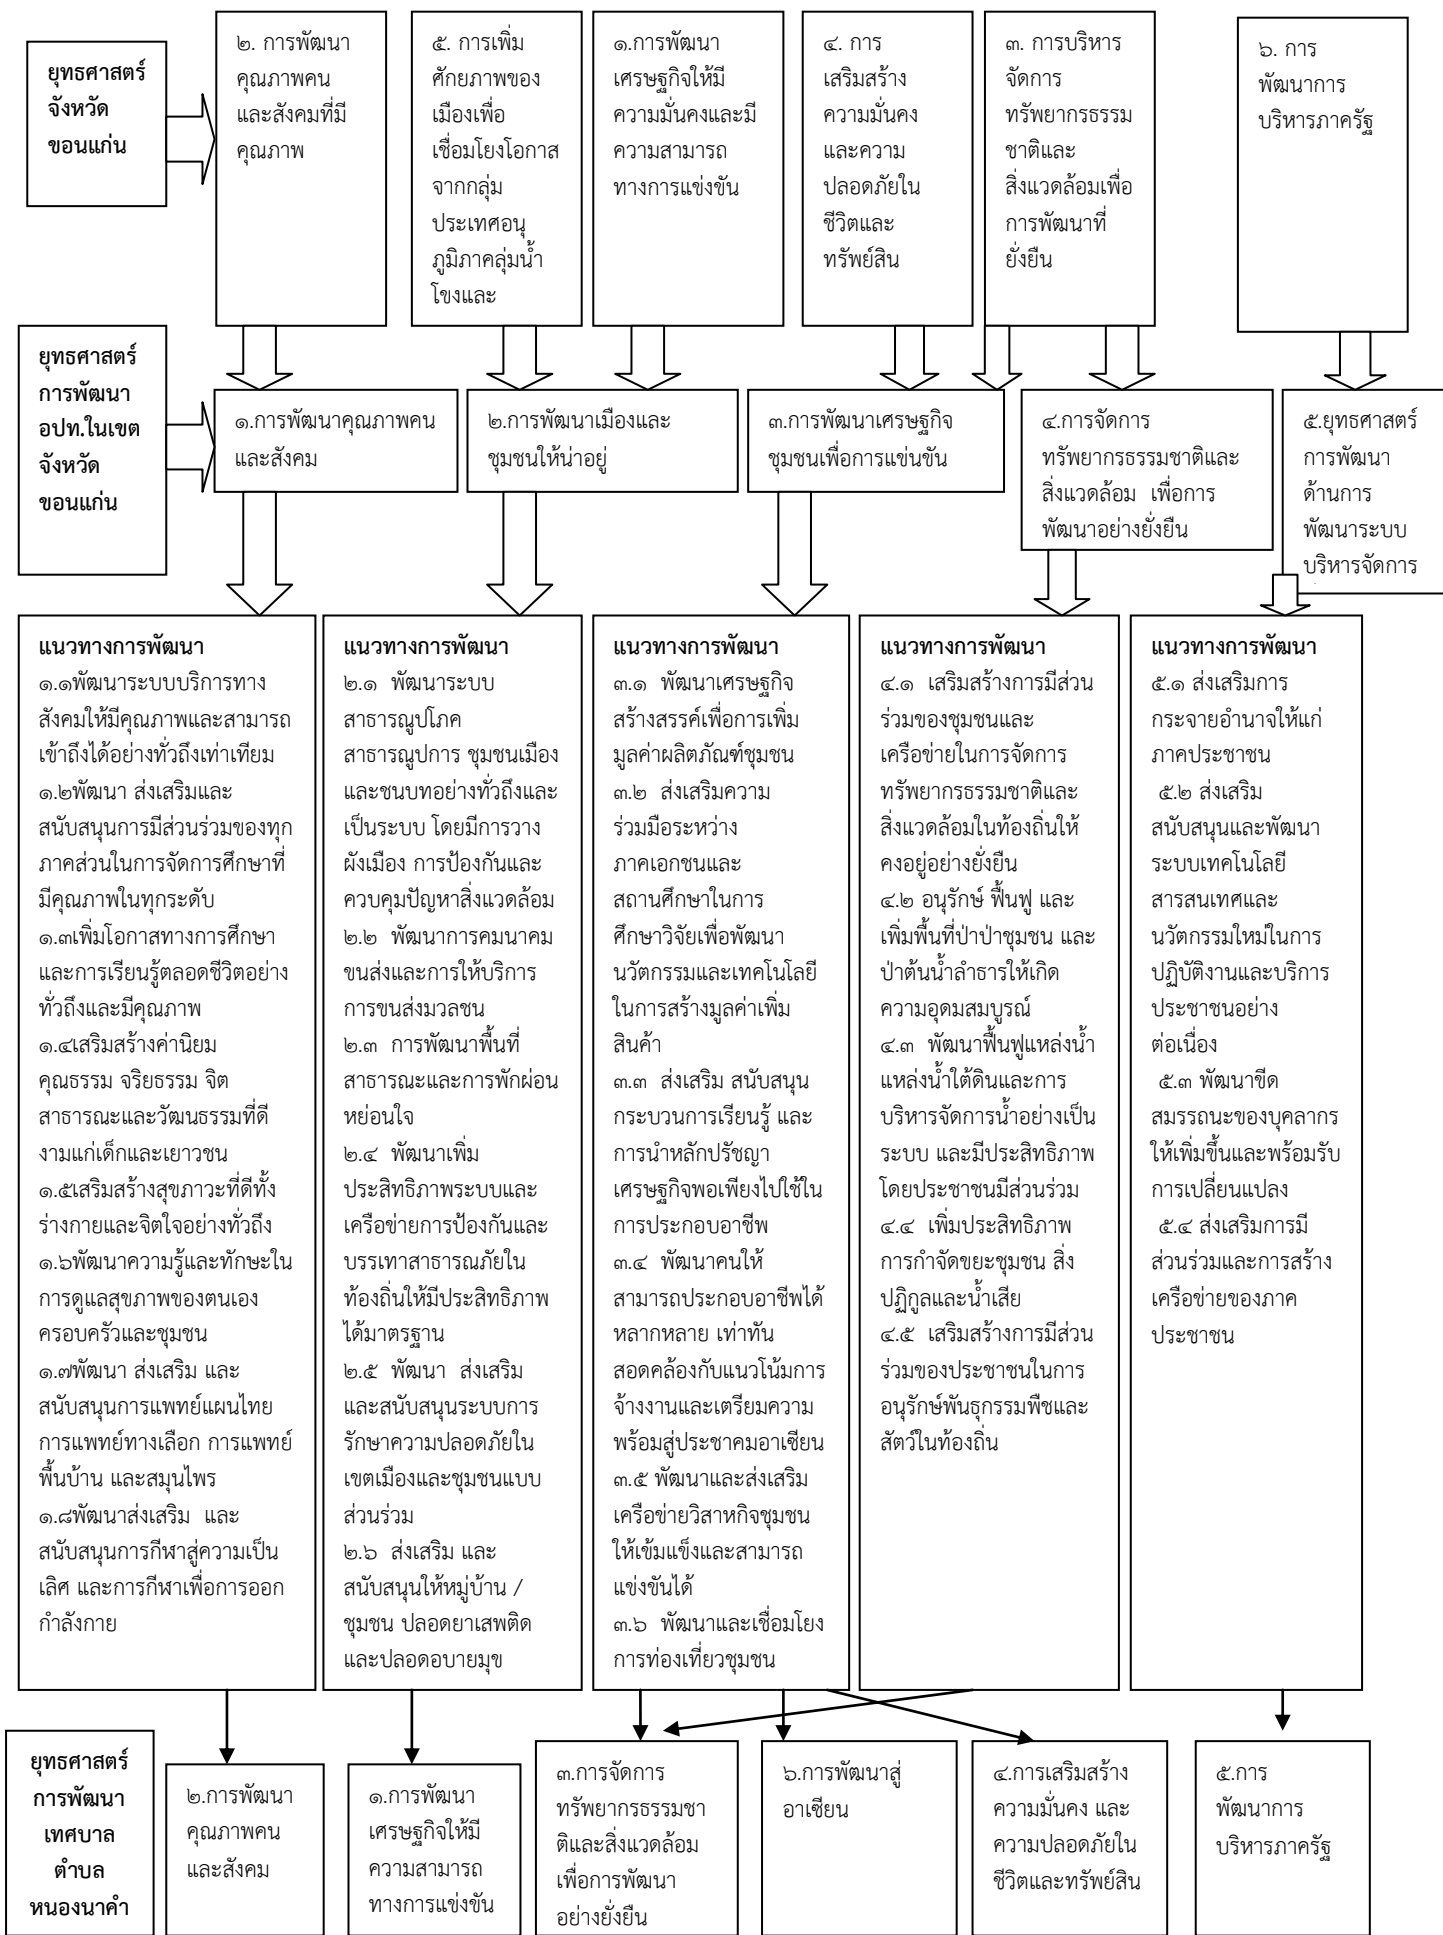 ยุทธศาสตร์
จังหวัด
ขอนแก่น
๒. การพัฒนา
คุณภาพคน
และสังคมที่มี
คุณภาพ
๕. การเพิ่ม
ศักยภาพของ
เมืองเพื่อ
เชื่อมโยงโอกาส
จากกลุ่ม
ประเทศอนุ
ภูมิภาคลุ่มน้ำ
โขงและ
๑.การพัฒนา
เศรษฐกิจให้มี
ความมั่นคงและมี
ความสามารถ
ทางการแข่งขัน
๔. การ
เสริมสร้าง
ความมั่นคง
และความ
ปลอดภัยใน
ชีวิตและ
ทรัพย์สิน
๓. การบริหาร
จัดการ
ทรัพยากรธรรม
ชาติและ
สิ่งแวดล้อมเพื่อ
การพัฒนาที่
ยั่งยืน
๖. การ
พัฒนาการ
บริหารภาครัฐ
ยุทธศาสตร์
การพัฒนา
อปท.ในเขต
จังหวัด
ขอนแก่น
๑.การพัฒนาคุณภาพคน
และสังคม
๒.การพัฒนาเมืองและ
ชุมชนให้น่าอยู่
๓.การพัฒนาเศรษฐกิจ
ชุมชนเพื่อการแข่นขัน
๔.การจัดการ
ทรัพยากรธรรมชาติและ
สิ่งแวดล้อม เพื่อการ
พัฒนาอย่างยั่งยืน
๕.ยุทธศาสตร์
การพัฒนา
ด้านการ
พัฒนาระบบ
บริหารจัดการ
แนวทางการพัฒนา
๑.๑พัฒนาระบบบริการทาง
สังคมให้มีคุณภาพและสามารถ
เข้าถึงได้อย่างทั่วถึงเท่าเทียม
๑.๒พัฒนา ส่งเสริมและ
สนับสนุนการมีส่วนร่วมของทุก
ภาคส่วนในการจัดการศึกษาที่
มีคุณภาพในทุกระดับ
๑.๓เพิ่มโอกาสทางการศึกษา
และการเรียนรู้ตลอดชีวิตอย่าง
ทั่วถึงและมีคุณภาพ
๑.๔เสริมสร้างค่านิยม
คุณธรรม จริยธรรม จิต
สาธารณะและวัฒนธรรมที่ดี
งามแก่เด็กและเยาวชน
๑.๕เสริมสร้างสุขภาวะที่ดีทั้ง
ร่างกายและจิตใจอย่างทั่วถึง
๑.๖พัฒนาความรู้และทักษะใน
การดูแลสุขภาพของตนเอง
ครอบครัวและชุมชน
๑.๗พัฒนา ส่งเสริม และ
สนับสนุนการแพทย์แผนไทย
การแพทย์ทางเลือก การแพทย์
พื้นบ้าน และสมุนไพร
๑.๘พัฒนาส่งเสริม และ
สนับสนุนการกีฬาสู่ความเป็น
เลิศ และการกีฬาเพื่อการออก
กำลังกาย
แนวทางการพัฒนา
๒.๑ พัฒนาระบบ
สาธารณูปโภค
สาธารณูปการ ชุมชนเมือง
และชนบทอย่างทั่วถึงและ
เป็นระบบ โดยมีการวาง
ผังเมือง การป้องกันและ
ควบคุมปัญหาสิ่งแวดล้อม
๒.๒ พัฒนาการคมนาคม
ขนส่งและการให้บริการ
การขนส่งมวลชน
๒.๓ การพัฒนาพื้นที่
สาธารณะและการพักผ่อน
หย่อนใจ
๒.๔ พัฒนาเพิ่ม
ประสิทธิภาพระบบและ
เครือข่ายการป้องกันและ
บรรเทาสาธารณภัยใน
ท้องถิ่นให้มีประสิทธิภาพ
ได้มาตรฐาน
๒.๕ พัฒนา ส่งเสริม
และสนับสนุนระบบการ
รักษาความปลอดภัยใน
เขตเมืองและชุมชนแบบ
ส่วนร่วม
๒.๖ ส่งเสริม และ
สนับสนุนให้หมู่บ้าน /
ชุมชน ปลอดยาเสพติด
และปลอดอบายมุข
แนวทางการพัฒนา
๓.๑ พัฒนาเศรษฐกิจ
สร้างสรรค์เพื่อการเพิ่ม
มูลค่าผลิตภัณฑ์ชุมชน
๓.๒ ส่งเสริมความ
ร่วมมือระหว่าง
ภาคเอกชนและ
สถานศึกษาในการ
ศึกษาวิจัยเพื่อพัฒนา
นวัตกรรมและเทคโนโลยี
ในการสร้างมูลค่าเพิ่ม
สินค้า
๓.๓ ส่งเสริม สนับสนุน
กระบวนการเรียนรู้ และ
การนำหลักปรัชญา
เศรษฐกิจพอเพียงไปใช้ใน
การประกอบอาชีพ
๓.๔ พัฒนาคนให้
สามารถประกอบอาชีพได้
หลากหลาย เท่าทัน
สอดคล้องกับแนวโน้มการ
จ้างงานและเตรียมความ
พร้อมสู่ประชาคมอาเซียน
๓.๕ พัฒนาและส่งเสริม
เครือข่ายวิสาหกิจชุมชน
ให้เข้มแข็งและสามารถ
แข่งขันได้
๓.๖ พัฒนาและเชื่อมโยง
การท่องเที่ยวชุมชน
แนวทางการพัฒนา
๔.๑ เสริมสร้างการมีส่วน
ร่วมของชุมชนและ
เครือข่ายในการจัดการ
ทรัพยากรธรรมชาติและ
สิ่งแวดล้อมในท้องถิ่นให้
คงอยู่อย่างยั่งยืน
๔.๒ อนุรักษ์ ฟื้นฟู และ
เพิ่มพื้นที่ป่าป่าชุมชน และ
ป่าต้นน้ำลำธารให้เกิด
ความอุดมสมบูรณ์
๔.๓ พัฒนาฟื้นฟูแหล่งน้ำ
แหล่งน้ำใต้ดินและการ
บริหารจัดการน้ำอย่างเป็น
ระบบ และมีประสิทธิภาพ
โดยประชาชนมีส่วนร่วม
๔.๔ เพิ่มประสิทธิภาพ
การกำจัดขยะชุมชน สิ่ง
ปฏิกูลและน้ำเสีย
๔.๕ เสริมสร้างการมีส่วน
ร่วมของประชาชนในการ
อนุรักษ์พันธุกรรมพืชและ
สัตว์ในท้องถิ่น
แนวทางการพัฒนา
๕.๑ ส่งเสริมการ
กระจายอำนาจให้แก่
ภาคประชาชน
๕.๒ ส่งเสริม
สนับสนุนและพัฒนา
ระบบเทคโนโลยี
สารสนเทศและ
นวัตกรรมใหม่ในการ
ปฏิบัติงานและบริการ
ประชาชนอย่าง
ต่อเนื่อง
๕.๓ พัฒนาขีด
สมรรถนะของบุคลากร
ให้เพิ่มขึ้นและพร้อมรับ
การเปลี่ยนแปลง
๕.๔ ส่งเสริมการมี
ส่วนร่วมและการสร้าง
เครือข่ายของภาค
ประชาชน
ยุทธศาสตร์
การพัฒนา
เทศบาล
ตำบล
หนองนาคำ
๒.การพัฒนา
คุณภาพคน
และสังคม
๑.การพัฒนา
เศรษฐกิจให้มี
ความสามารถ
ทางการแข่งขัน
๓.การจัดการ
ทรัพยากรธรรมชา
ติและสิ่งแวดล้อม
เพื่อการพัฒนา
อย่างยั่งยืน
๖.การพัฒนาสู่
อาเซียน
๔.การเสริมสร้าง
ความมั่นคง และ
ความปลอดภัยใน
ชีวิตและทรัพย์สิน
๕.การ
พัฒนาการ
บริหารภาครัฐ